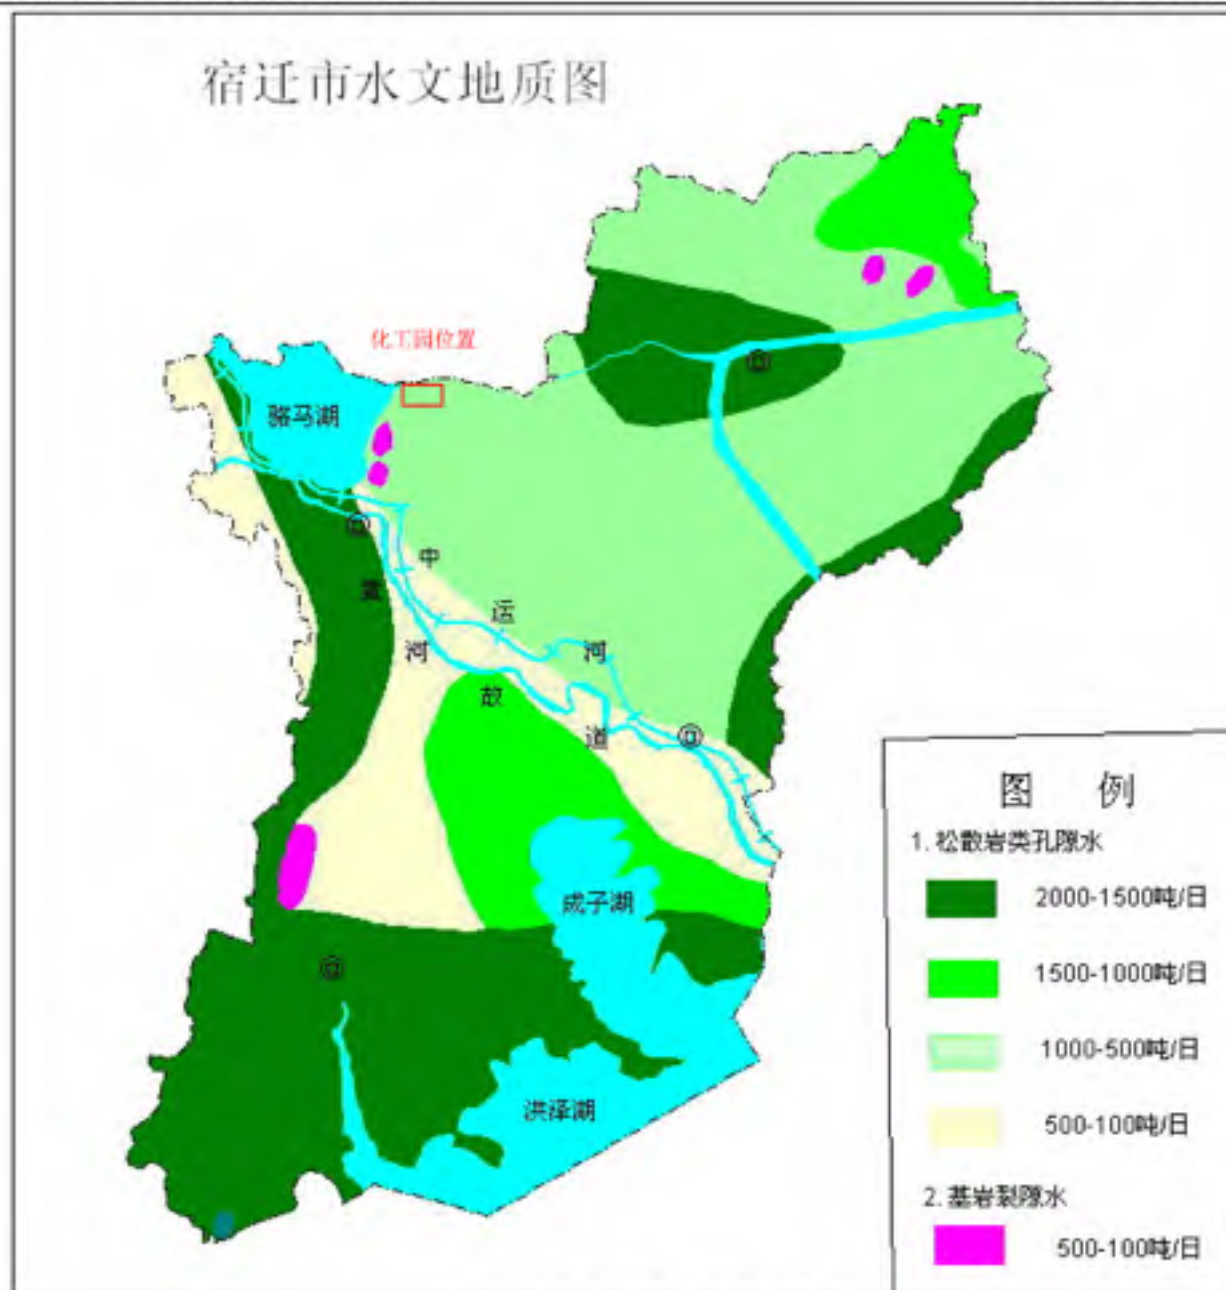 宿迁市水文地质图
化工园位置
骆马湖
中运河
黄河故道
成子湖
洪泽湖
图 例
1. 松散岩类孔隙水
2000-1500吨/日
1500-1000吨/日
1000-500吨/日
500-100吨/日
2. 基岩裂隙水
500-100吨/日